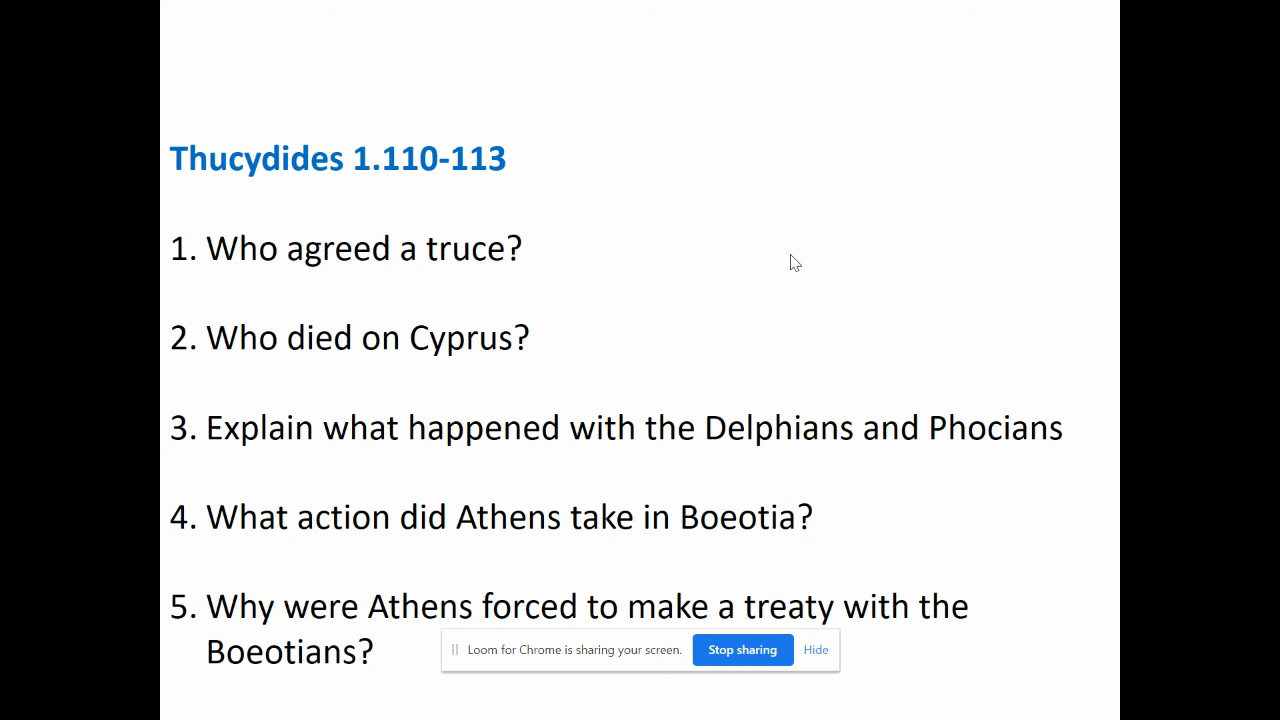 Thucydides 1.110-113
1. Who agreed a truce?
2. Who died on Cyprus?
3. Explain what happened with the Delphians and Phocians
4. What action did Athens take in Boeotia?
5. Why were Athens forced to make a treaty with the
Boeotians?
Loom for Chrome is sharing your screen. Stop sharing Hide